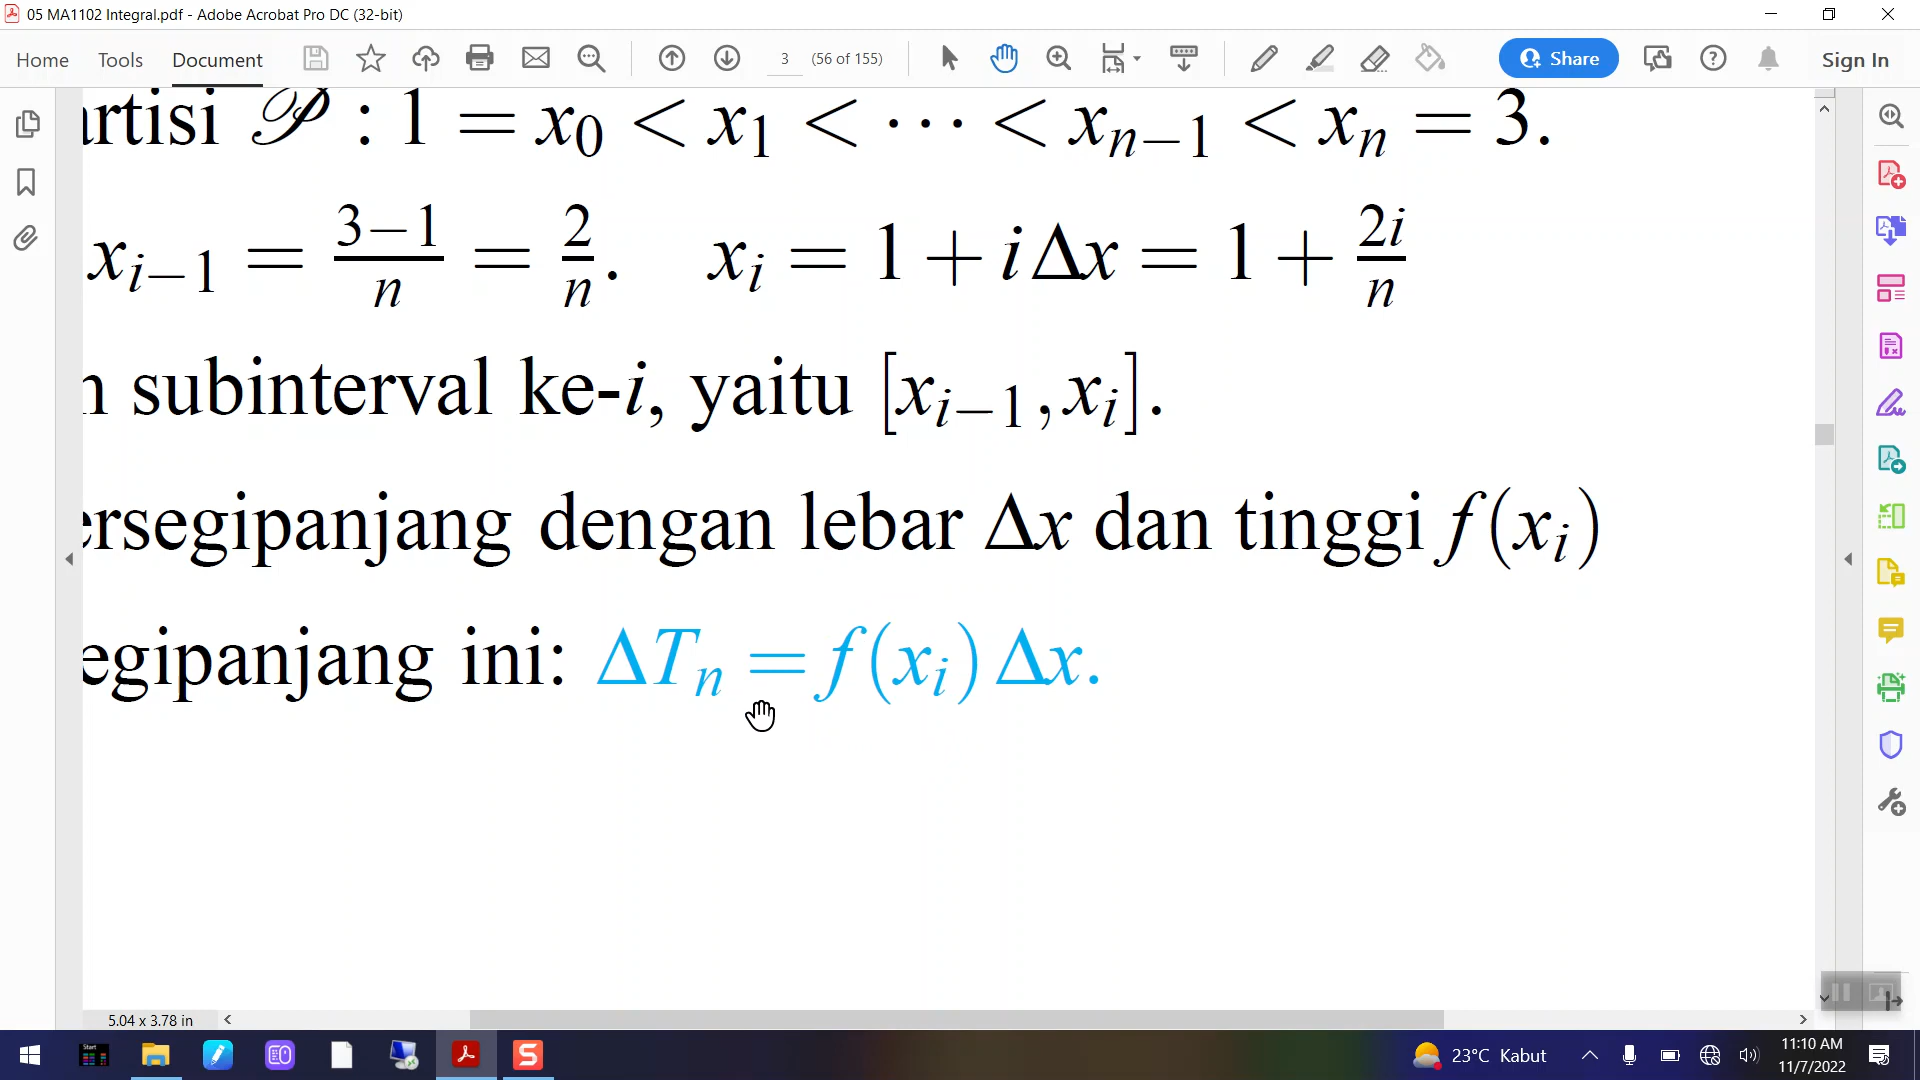 05 MA1102 Integral.pdf - Adobe Acrobat Pro DC (32-bit)
Home Tools Document 3 (56 of 155) Share Sign In
artisi 𝒫 : 1 = x₀ < x₁ < ⋯ < xₙ₋₁ < xₙ = 3.
xᵢ₋₁ = (3−1)/n = 2/n. xᵢ = 1 + i Δx = 1 + 2i/n
n subinterval ke-i, yaitu [xᵢ₋₁, xᵢ].
ersegipanjang dengan lebar Δx dan tinggi f(xᵢ)
egipanjang ini: ΔTₙ = f(xᵢ) Δx.
5.04 x 3.78 in
23°C Kabut
11:10 AM
11/7/2022